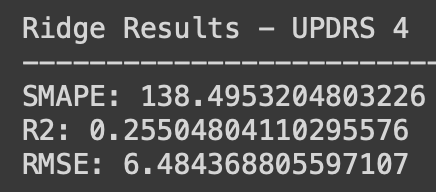 Ridge Results - UPDRS 4
--------------------------
SMAPE: 138.4953204803226
R2: 0.25504804110295576
RMSE: 6.484368805597107